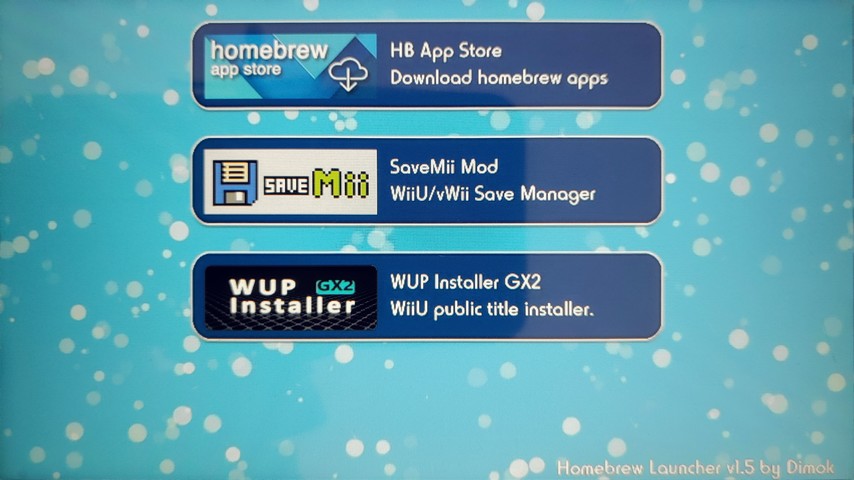 homebrew
app store
HB App Store
Download homebrew apps
SAVE Mii
SaveMii Mod
WiiU/vWii Save Manager
WUP GX2
Installer
WUP Installer GX2
WiiU public title installer.
Homebrew Launcher v1.5 by Dimok